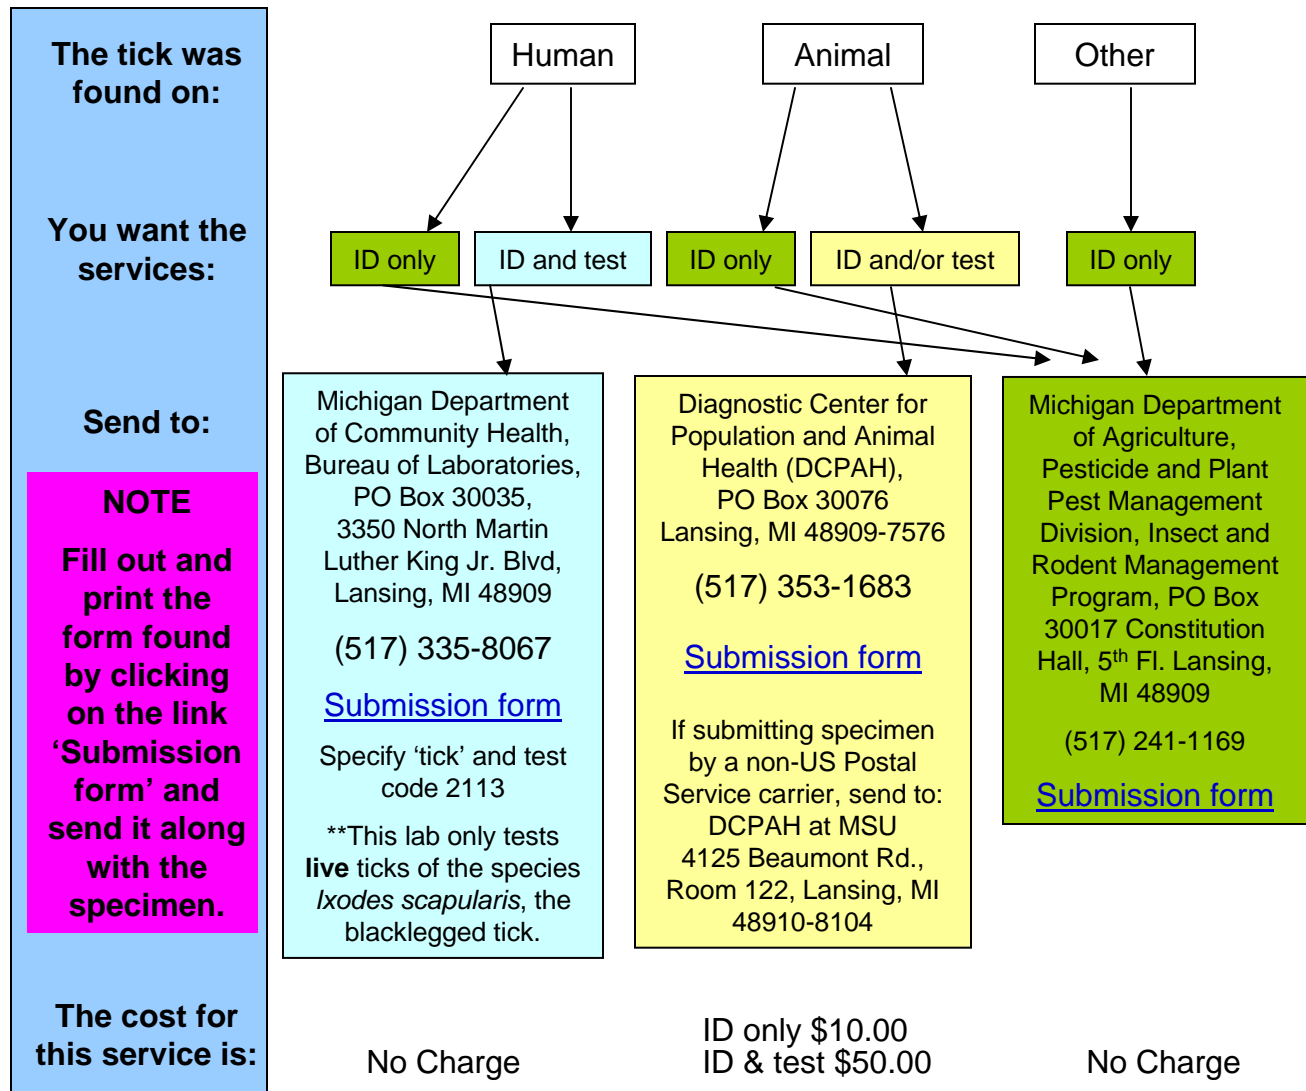 The tick was
found on:
Human
Animal
Other
You want the
services:
ID only
ID and test
ID only
ID and/or test
ID only
Send to:
NOTE
Fill out and
print the
form found
by clicking
on the link
‘Submission
form’ and
send it along
with the
specimen.
Michigan Department
of Community Health,
Bureau of Laboratories,
PO Box 30035,
3350 North Martin
Luther King Jr. Blvd,
Lansing, MI 48909
(517) 335-8067
Submission form
Specify ‘tick’ and test
code 2113
**This lab only tests
live ticks of the species
Ixodes scapularis, the
blacklegged tick.
Diagnostic Center for
Population and Animal
Health (DCPAH),
PO Box 30076
Lansing, MI 48909-7576
(517) 353-1683
Submission form
If submitting specimen
by a non-US Postal
Service carrier, send to:
DCPAH at MSU
4125 Beaumont Rd.,
Room 122, Lansing, MI
48910-8104
Michigan Department
of Agriculture,
Pesticide and Plant
Pest Management
Division, Insect and
Rodent Management
Program, PO Box
30017 Constitution
Hall, 5th Fl. Lansing,
MI 48909
(517) 241-1169
Submission form
The cost for
this service is:
No Charge
ID only $10.00
ID & test $50.00
No Charge